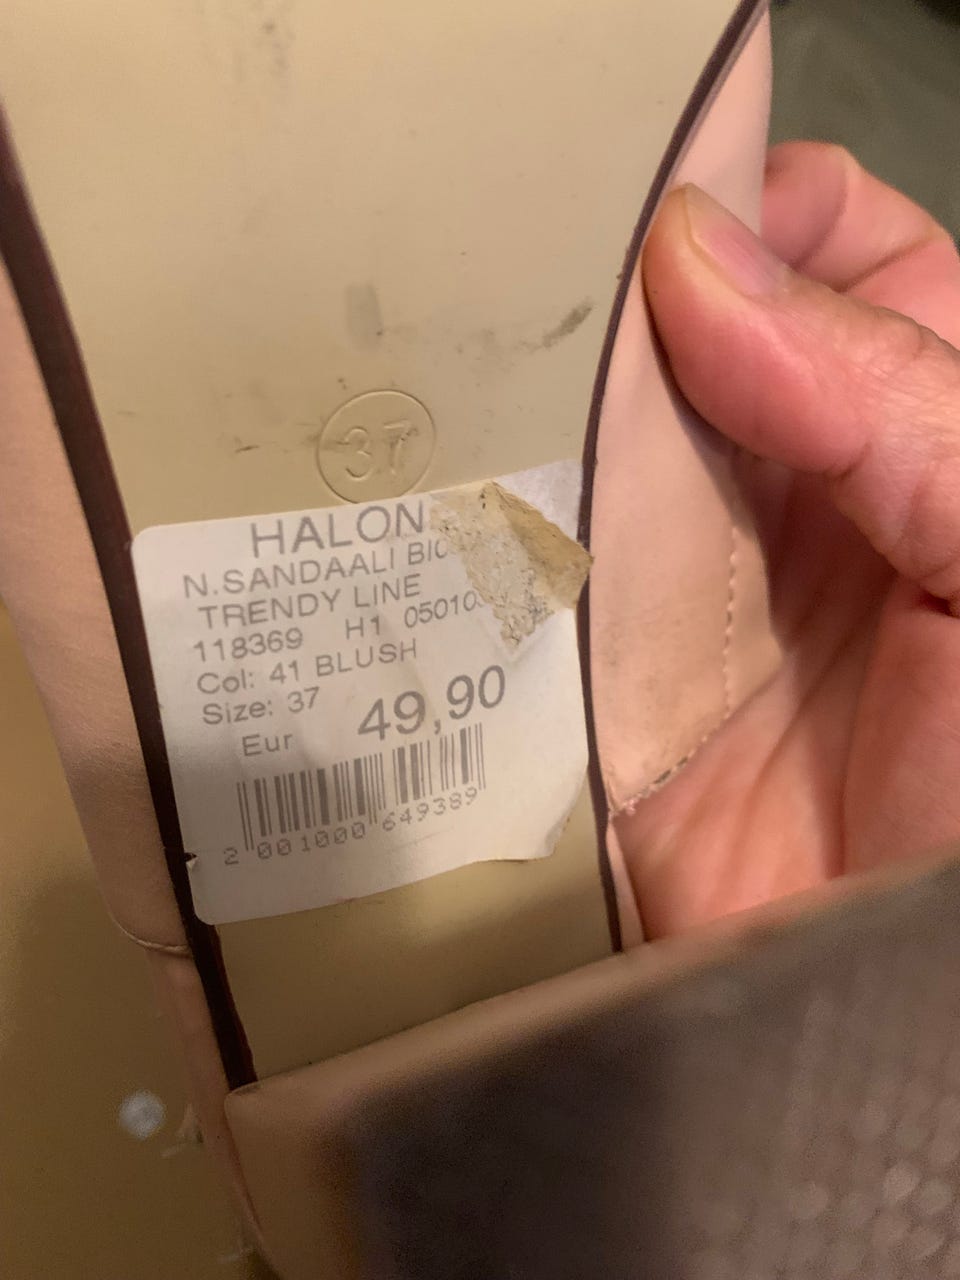 37
HALON
N.SANDAALI
TRENDY LINE
118369 H1
Col: 41 BLUSH
Size: 37
Eur 49,90
2 001000 649389